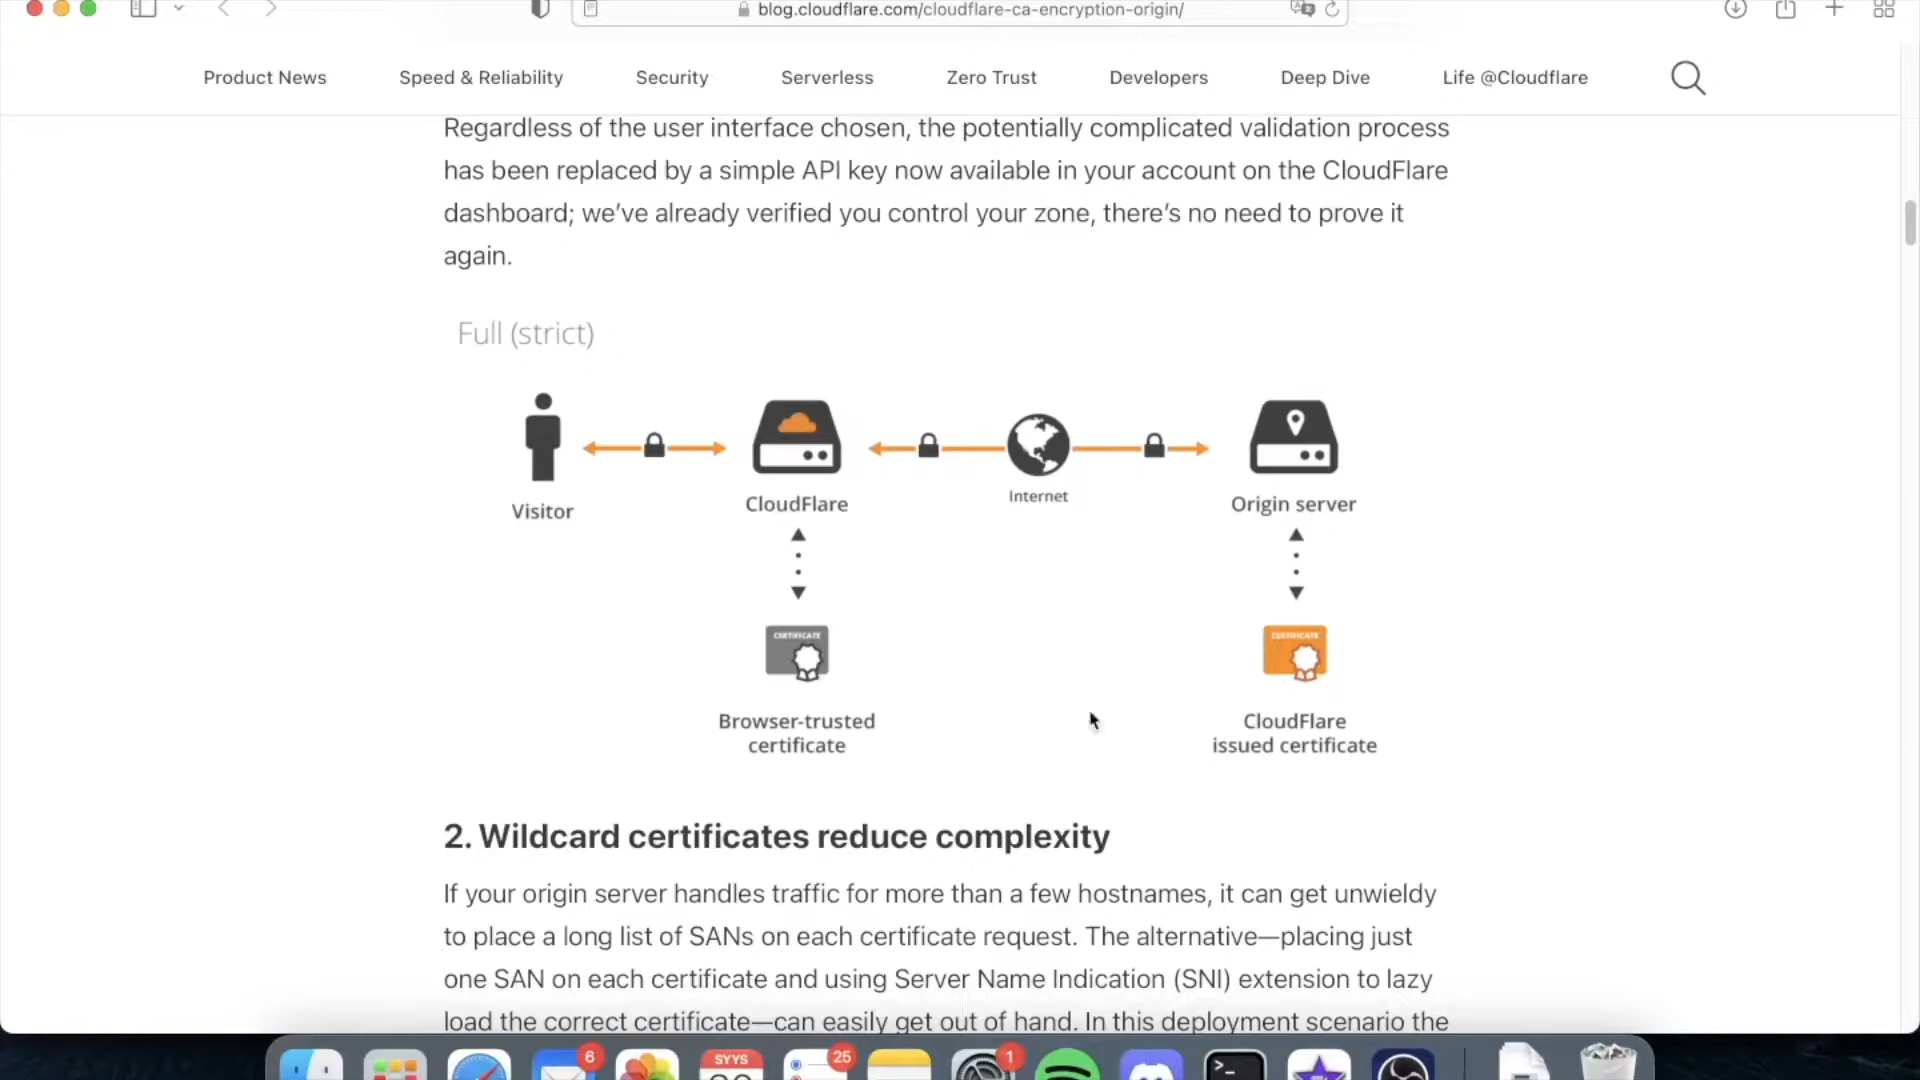 blog.cloudflare.com/cloudflare-ca-encryption-origin/
Product News
Speed & Reliability
Security
Serverless
Zero Trust
Developers
Deep Dive
Life @Cloudflare
Regardless of the user interface chosen, the potentially complicated validation process
has been replaced by a simple API key now available in your account on the CloudFlare
dashboard; we’ve already verified you control your zone, there’s no need to prove it
again.
Full (strict)
Visitor
CloudFlare
Internet
Origin server
CERTIFICATE
CERTIFICATE
Browser-trusted
certificate
CloudFlare
issued certificate
2. Wildcard certificates reduce complexity
If your origin server handles traffic for more than a few hostnames, it can get unwieldy
to place a long list of SANs on each certificate request. The alternative—placing just
one SAN on each certificate and using Server Name Indication (SNI) extension to lazy
load the correct certificate—can easily get out of hand. In this deployment scenario the
6
SYYS
25
1
>_